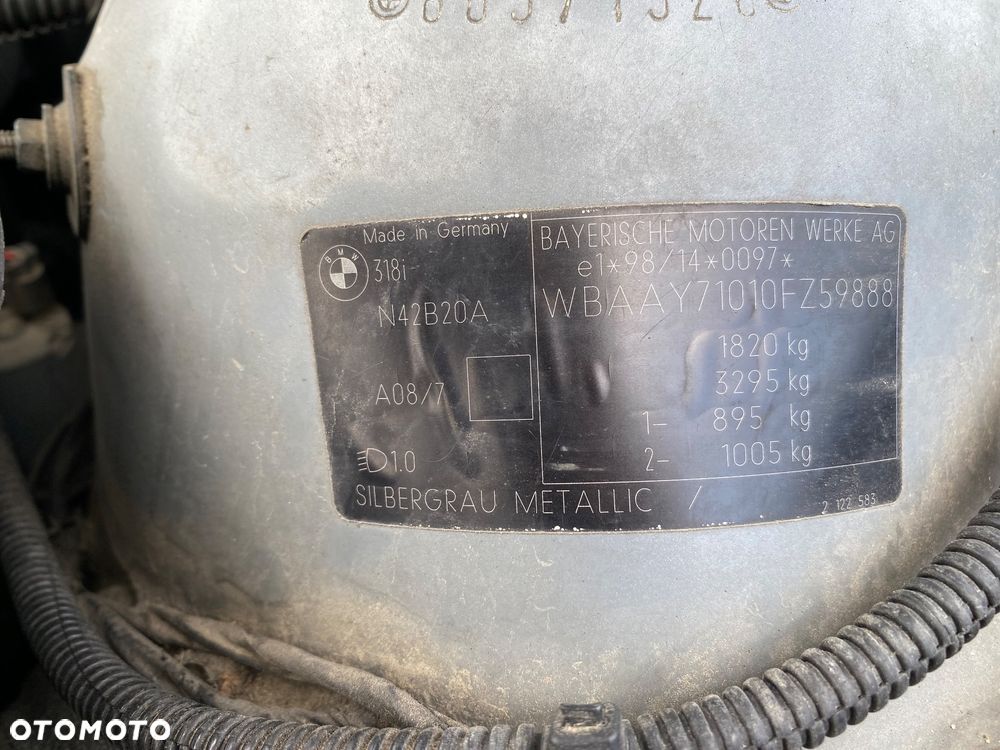 Made in Germany
BMW
318i
N42B20A
A08/7
1.0
SILBERGRAU METALLIC /
BAYERISCHE MOTOREN WERKE AG
e1*98/14*0097*
WBAAY71010FZ59888
1820 kg
3295 kg
1- 895 kg
2- 1005 kg
2 122 583
OTOMOTO